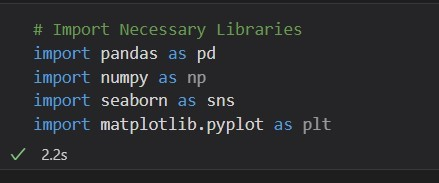 # Import Necessary Libraries
import pandas as pd
import numpy as np
import seaborn as sns
import matplotlib.pyplot as plt
2.2s